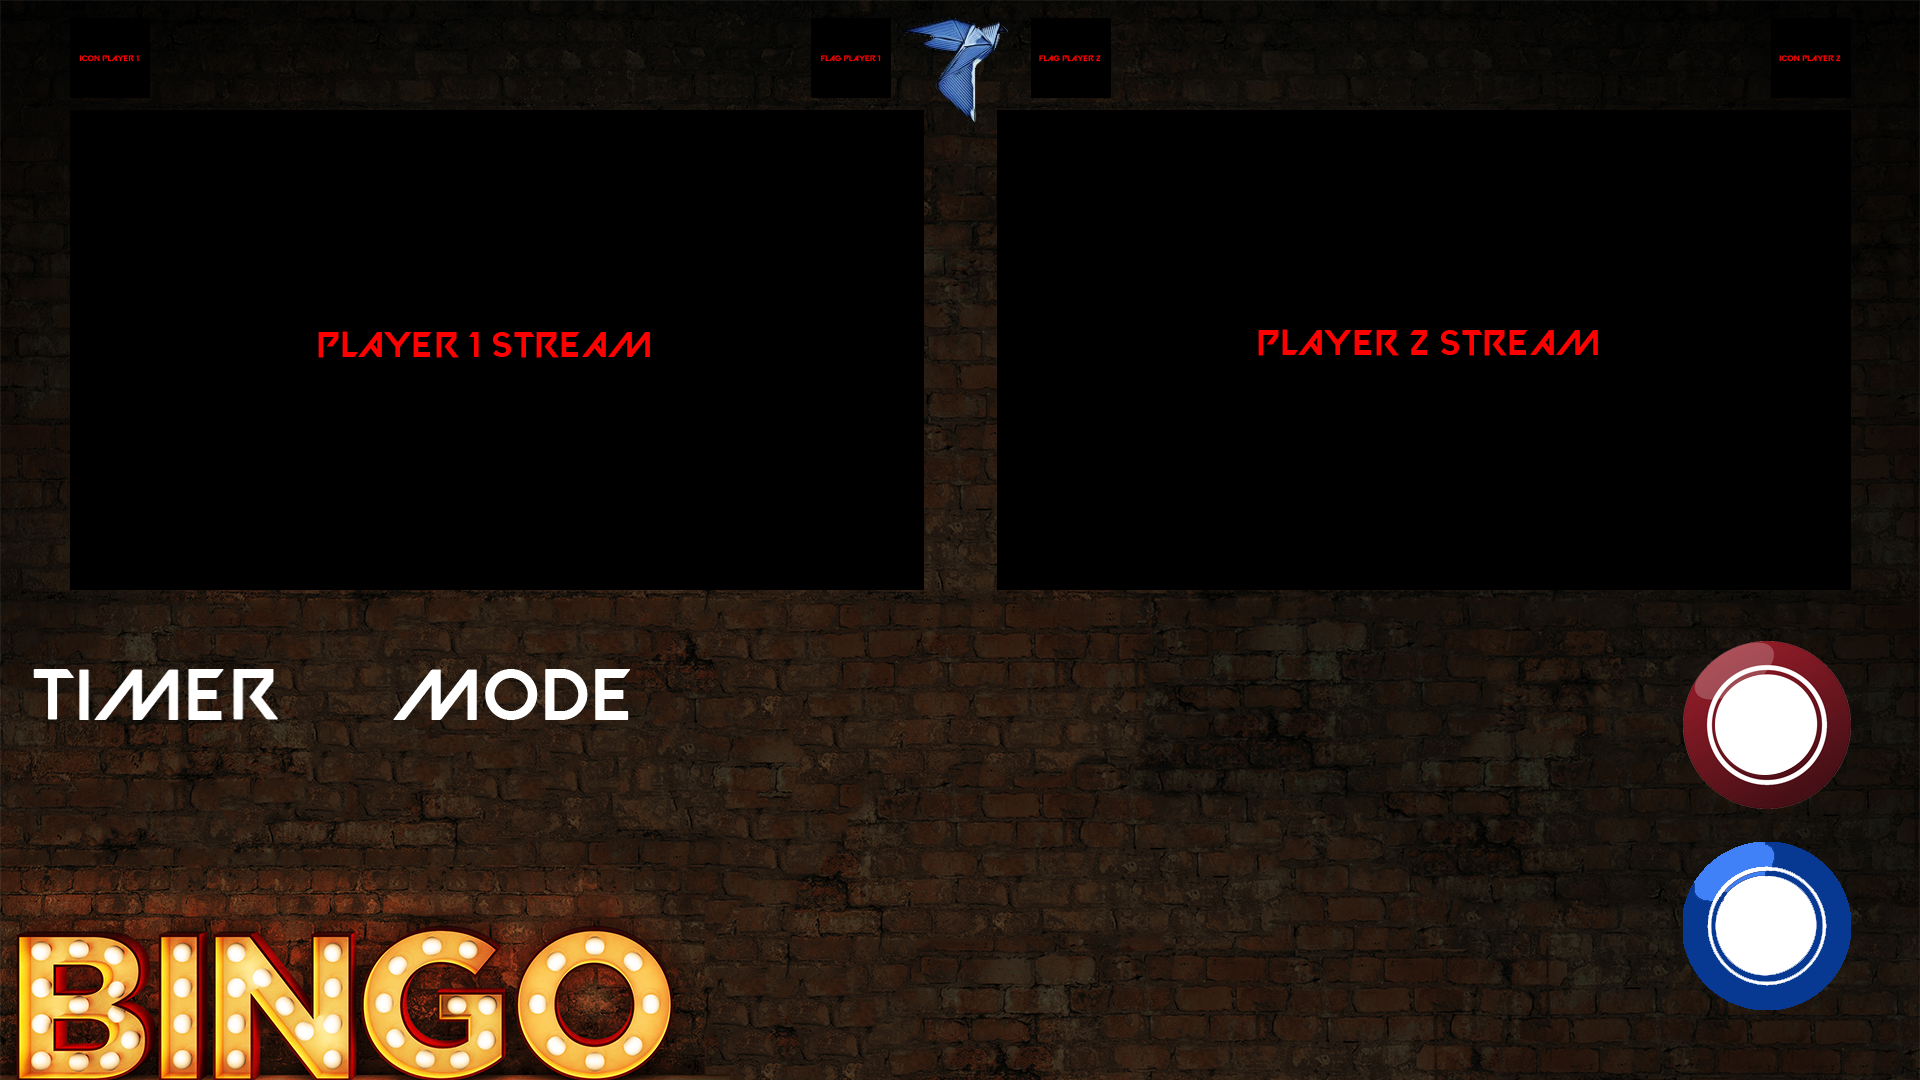 ICON PLAYER 1
FLAG PLAYER 1
FLAG PLAYER 2
ICON PLAYER 2
PLAYER 1 STREAM
PLAYER 2 STREAM
TIMER
MODE
BINGO